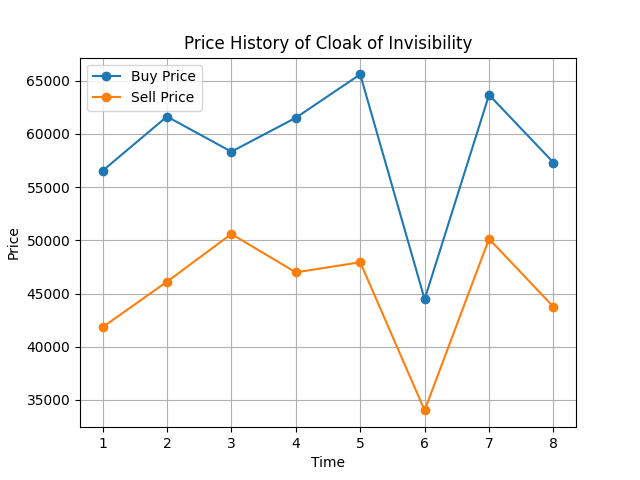 Price History of Cloak of Invisibility
Buy Price
Sell Price
65000
60000
55000
50000
45000
40000
35000
Price
1 2 3 4 5 6 7 8
Time